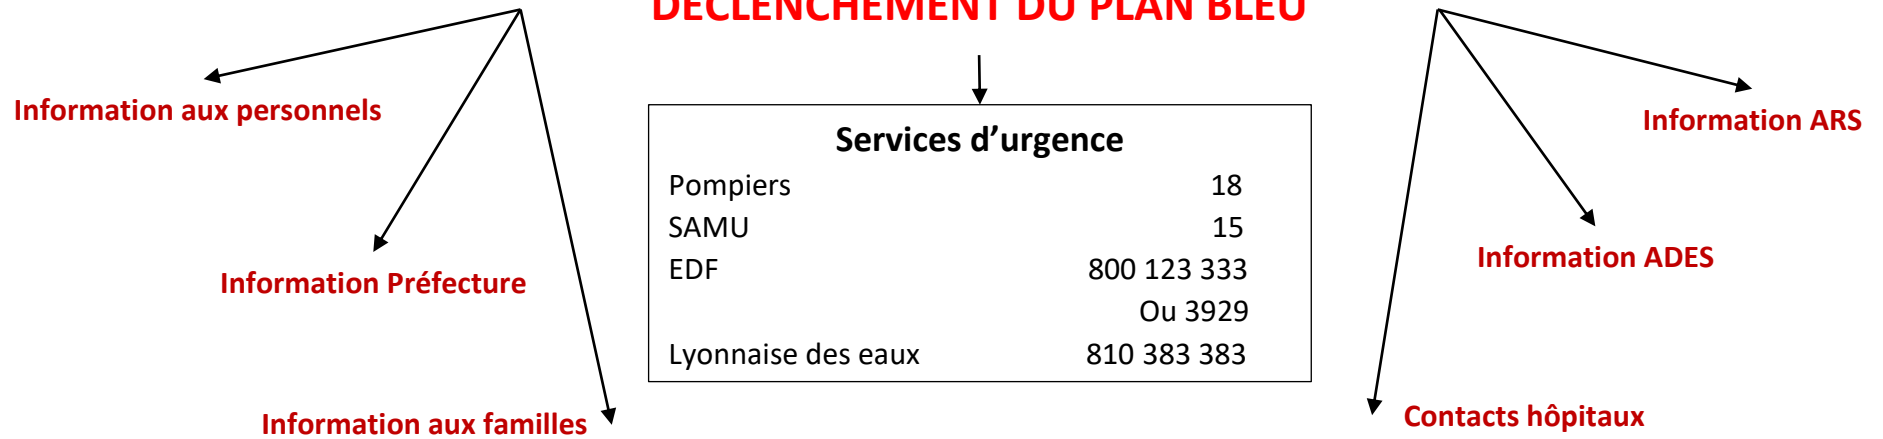 DECLENCHEMENT DU PLAN BLEU
Information aux personnels
Information ARS
Services d’urgence
Pompiers 18
SAMU 15
EDF 800 123 333
Ou 3929
Lyonnaise des eaux 810 383 383
Information Préfecture
Information ADES
Information aux familles
Contacts hôpitaux